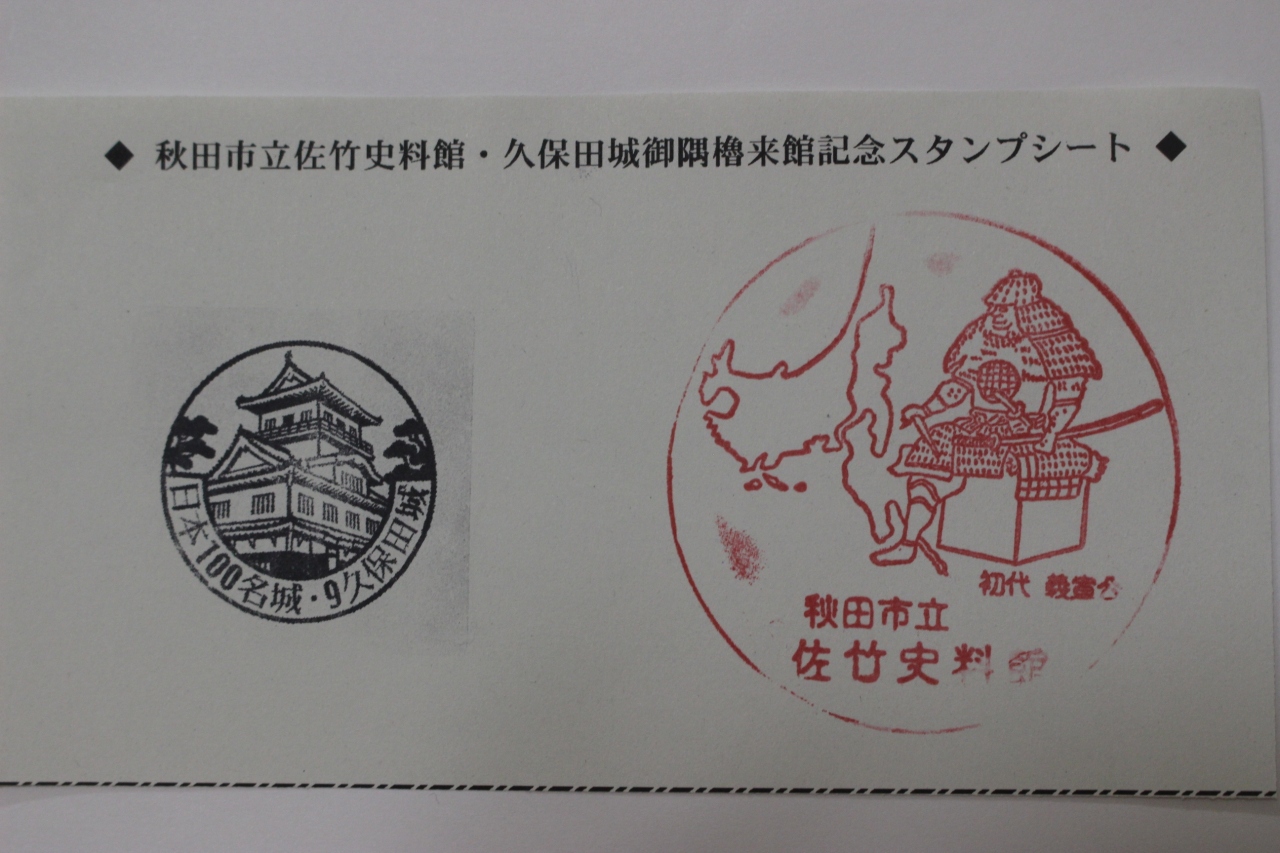 ◆ 秋田市立佐竹史料館・久保田城御隅櫓来館記念スタンプシート ◆
日本100名城・9久保田城
初代 義宣公
秋田市立
佐竹史料館